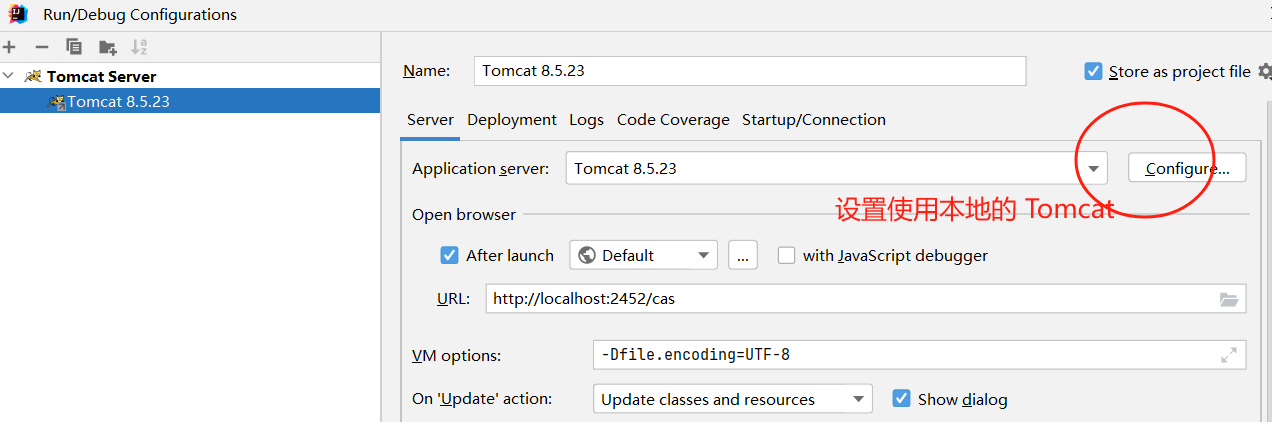 Run/Debug Configurations
Tomcat Server
Tomcat 8.5.23
Name: Tomcat 8.5.23 Store as project file
Server Deployment Logs Code Coverage Startup/Connection
Application server: Tomcat 8.5.23 Configure...
设置使用本地的 Tomcat
Open browser
After launch Default ... with JavaScript debugger
URL: http://localhost:2452/cas
VM options: -Dfile.encoding=UTF-8
On 'Update' action: Update classes and resources Show dialog